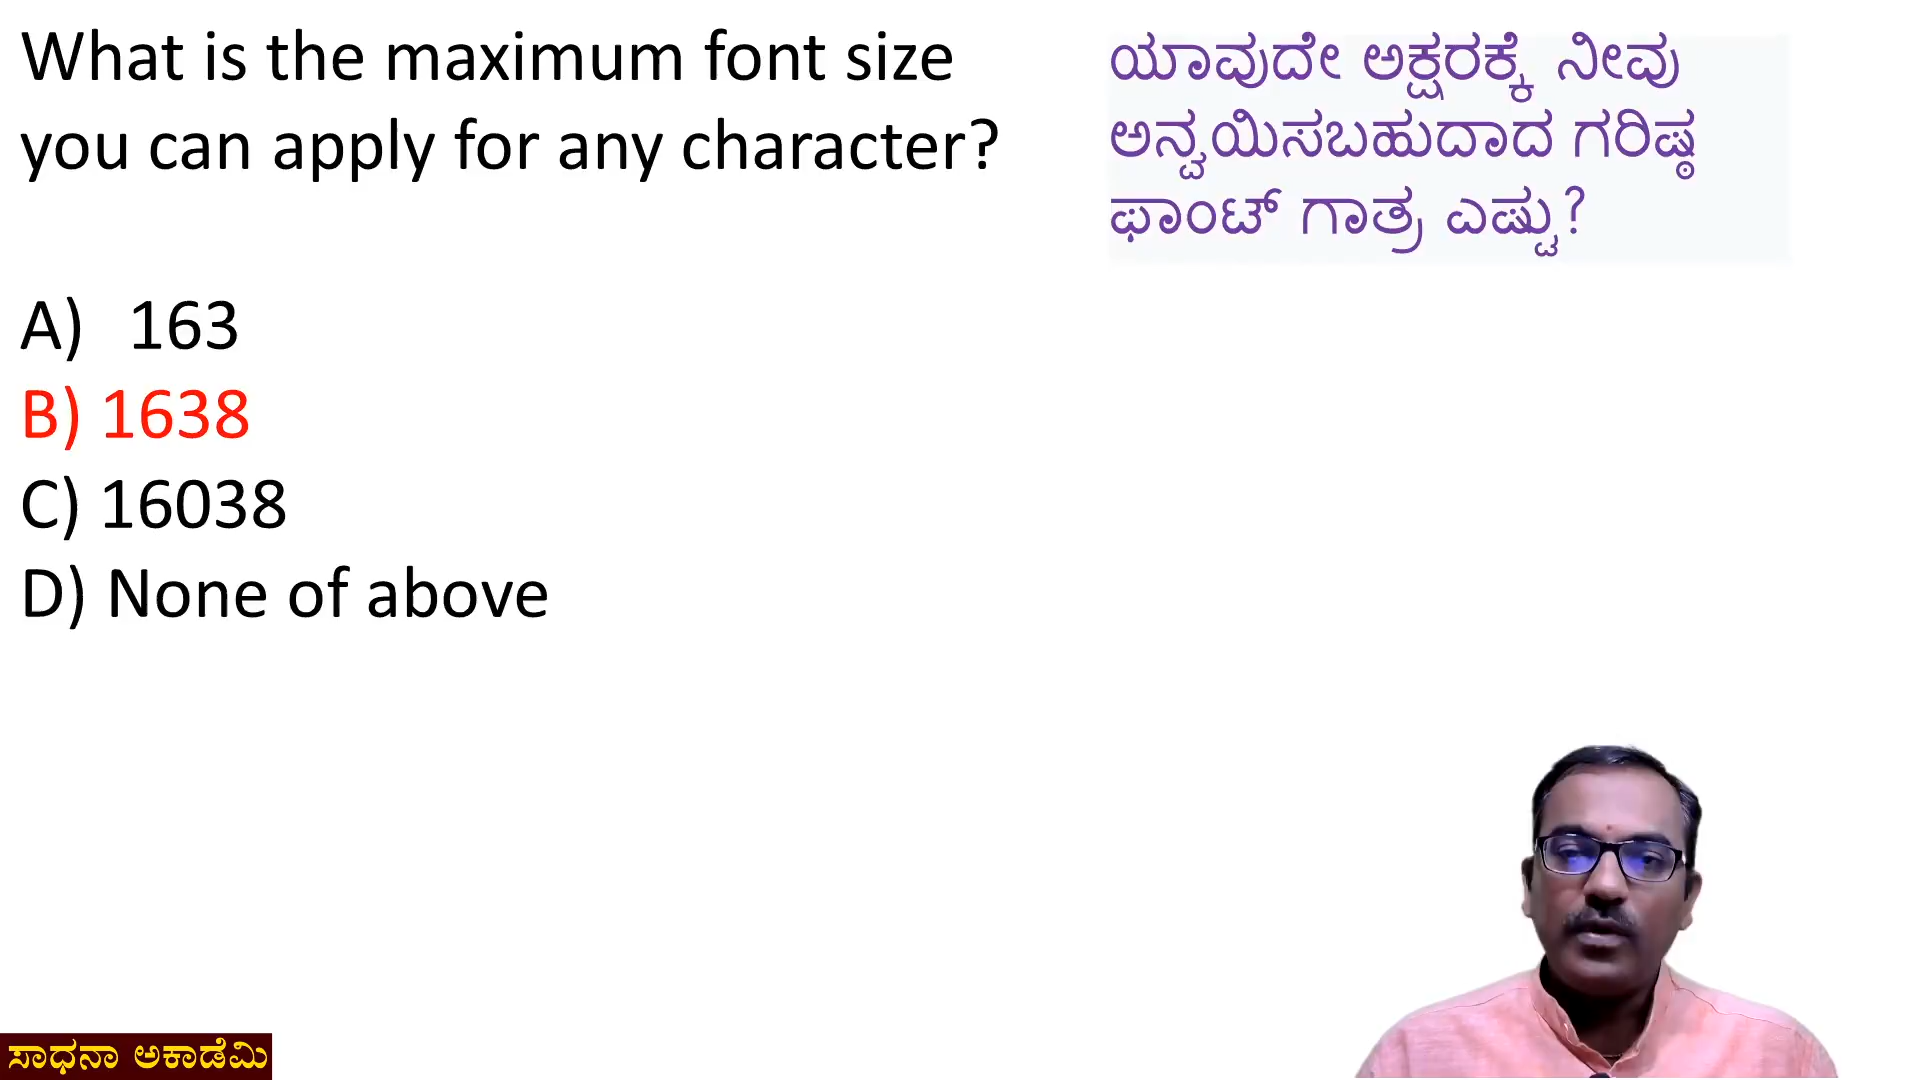 What is the maximum font size
you can apply for any character?
A) 163
B) 1638
C) 16038
D) None of above
ಯಾವುದೇ ಅಕ್ಷರಕ್ಕೆ ನೀವು
ಅನ್ವಯಿಸಬಹುದಾದ ಗರಿಷ್ಠ
ಫಾಂಟ್ ಗಾತ್ರ ಎಷ್ಟು?
ಸಾಧನಾ ಅಕಾಡೆಮಿ